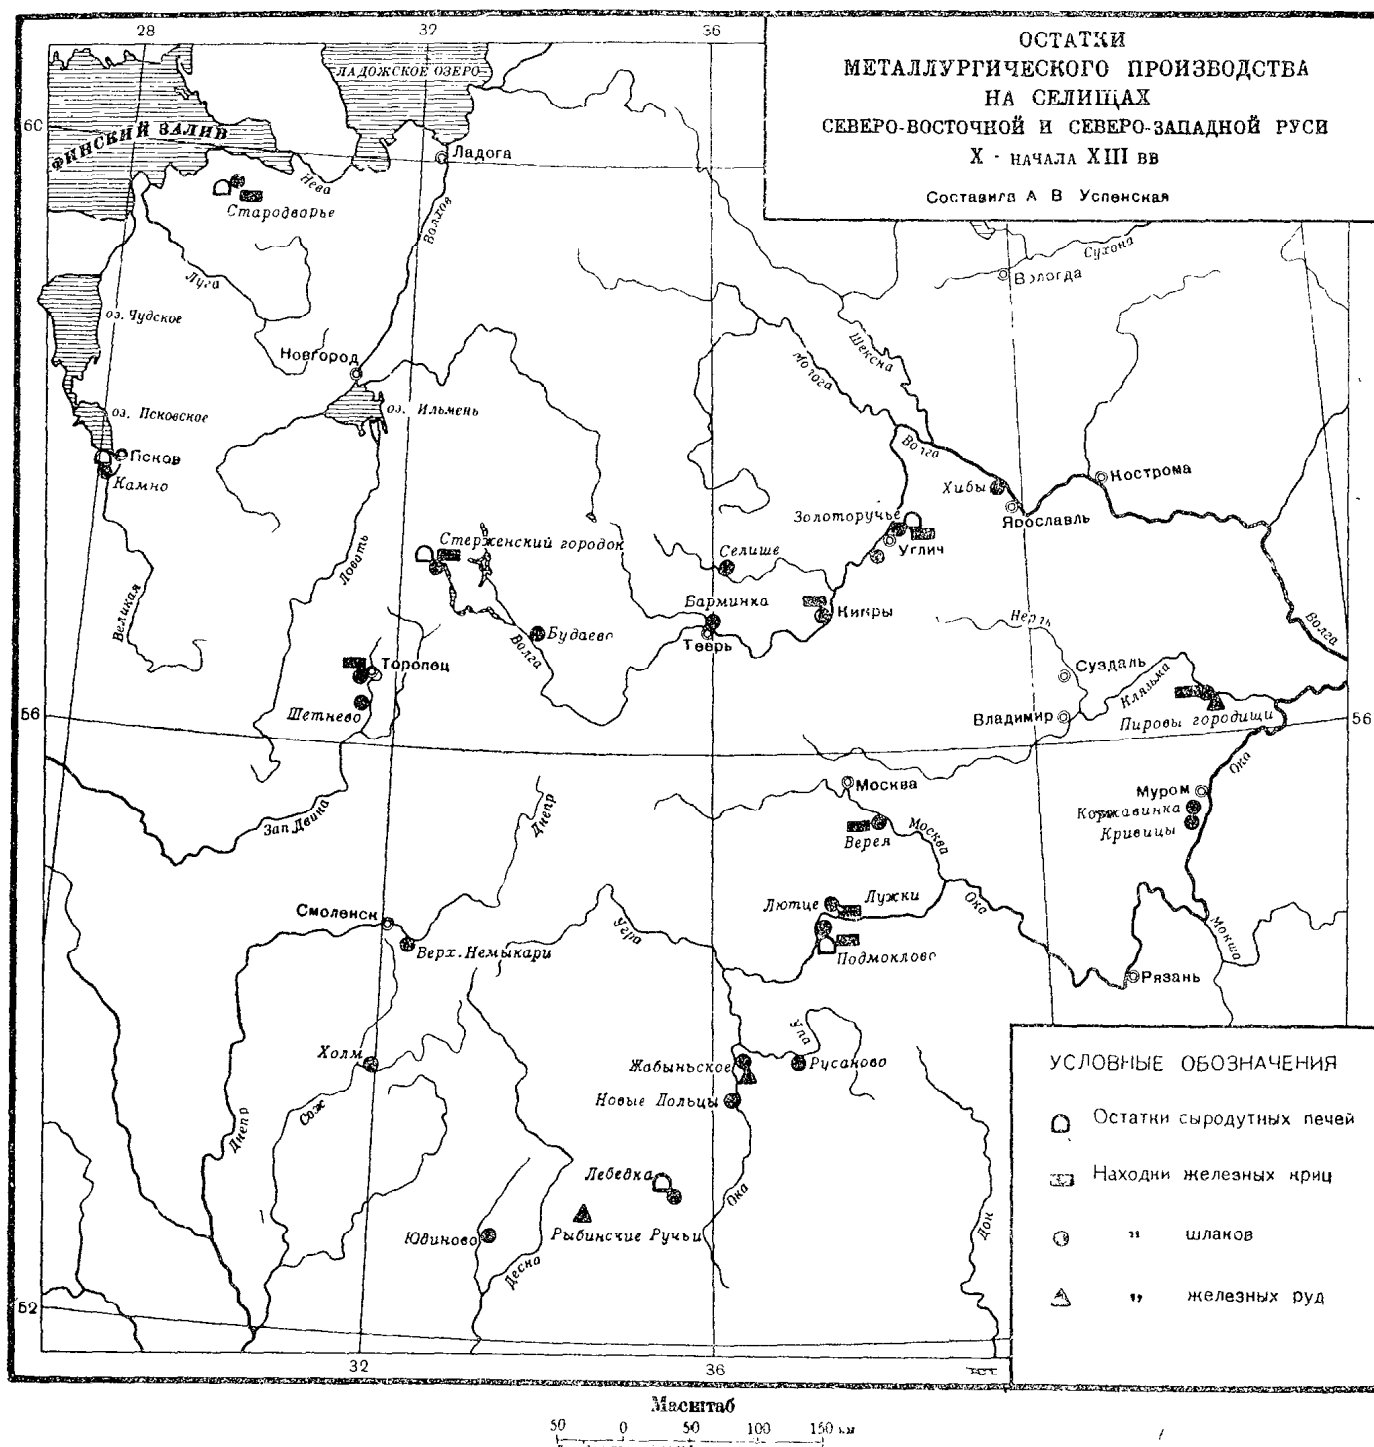 28
32
36
ОСТАТКИ
МЕТАЛЛУРГИЧЕСКОГО ПРОИЗВОДСТВА
НА СЕЛИЩАХ
СЕВЕРО-ВОСТОЧНОЙ И СЕВЕРО-ЗАПАДНОЙ РУСИ
X - НАЧАЛА XIII ВВ
Составила А В Успенская
ЛАДОЖСКОЕ ОЗЕРО
60
ФИНСКИЙ ЗАЛИВ
Ладога
Нева
Стародворье
Волхов
Сухона
Вологда
Луга
оз. Чудское
Новгород
Молога
Шексна
оз. Псковское
оз. Ильмень
Псков
Камно
Волга
Хибы
Кострома
Ярославль
Золоторучье
Углич
Стерженский городок
Селище
Ловать
Великая
Барминка
Кимры
Тверь
Будаево
Волга
Нерль
Волга
Торопец
Суздаль
Клязьма
Шетнево
Владимир
Пировы городищи
56
56
Зап. Двина
Днепр
Москва
Ока
Муром
Коржавинка
Кривицы
Верея
Москва
Лютце
Лужки
Ока
Смоленск
Угра
Верх. Немыкари
Подмоклово
Мокша
Рязань
Холм
Жабыньское
Упа
Русаново
Новые Дольцы
Сож
Днепр
Лебедка
Ока
Дон
Юдиново
Рыбинские Ручьи
Десна
52
32
36
УСЛОВНЫЕ ОБОЗНАЧЕНИЯ
Остатки сыродутных печей
Находки железных криц
" шлаков
" железных руд
Масштаб
50 0 50 100 150 км